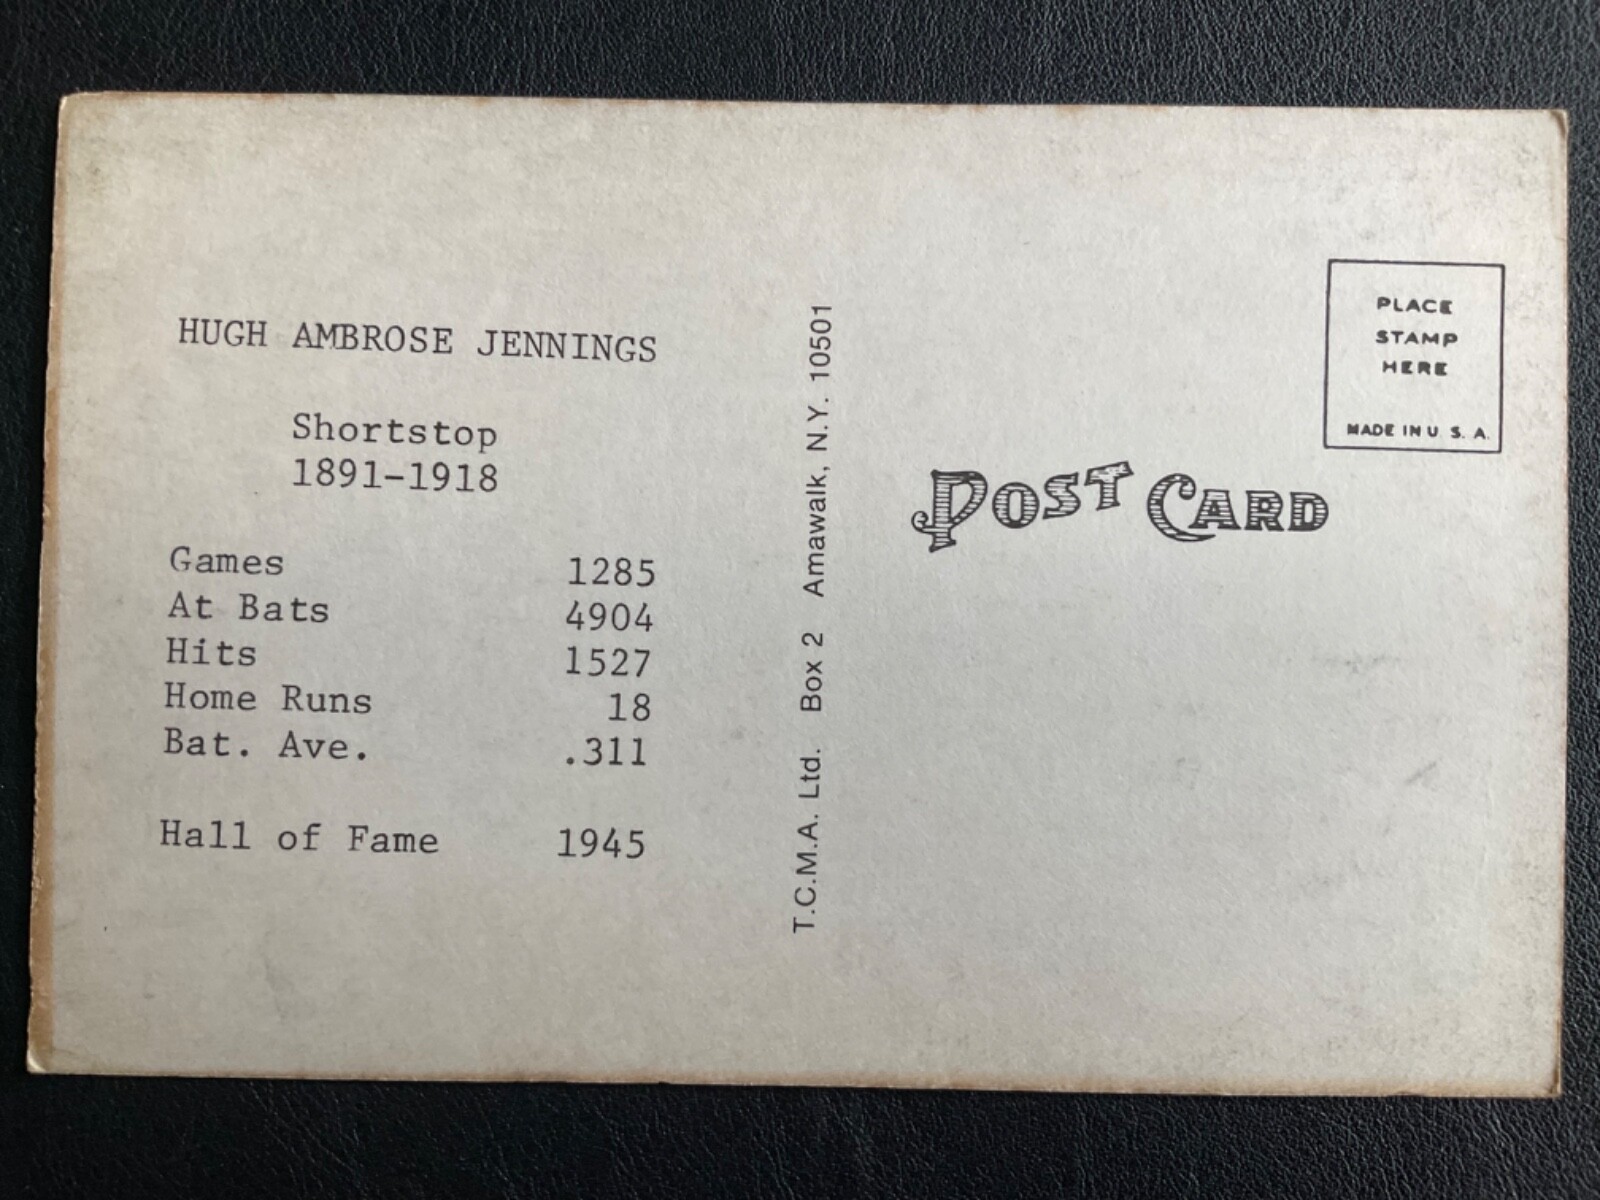 HUGH AMBROSE JENNINGS
Shortstop
1891-1918
Games 1285
At Bats 4904
Hits 1527
Home Runs 18
Bat. Ave. .311
Hall of Fame 1945
T.C.M.A. Ltd. Box 2 Amawalk, N.Y. 10501
POST CARD
PLACE
STAMP
HERE
MADE IN U. S. A.